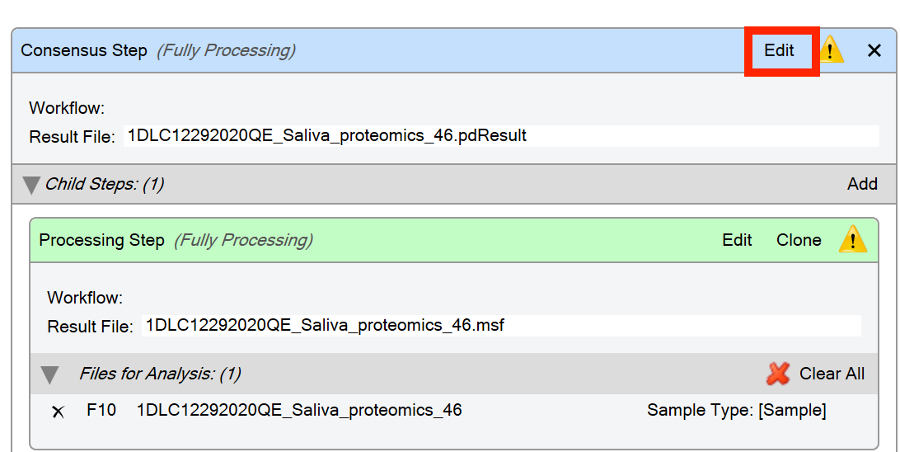 Consensus Step (Fully Processing) Edit
Workflow:
Result File: 1DLC12292020QE_Saliva_proteomics_46.pdResult
Child Steps: (1) Add
Processing Step (Fully Processing) Edit Clone
Workflow:
Result File: 1DLC12292020QE_Saliva_proteomics_46.msf
Files for Analysis: (1) Clear All
F10 1DLC12292020QE_Saliva_proteomics_46 Sample Type: [Sample]